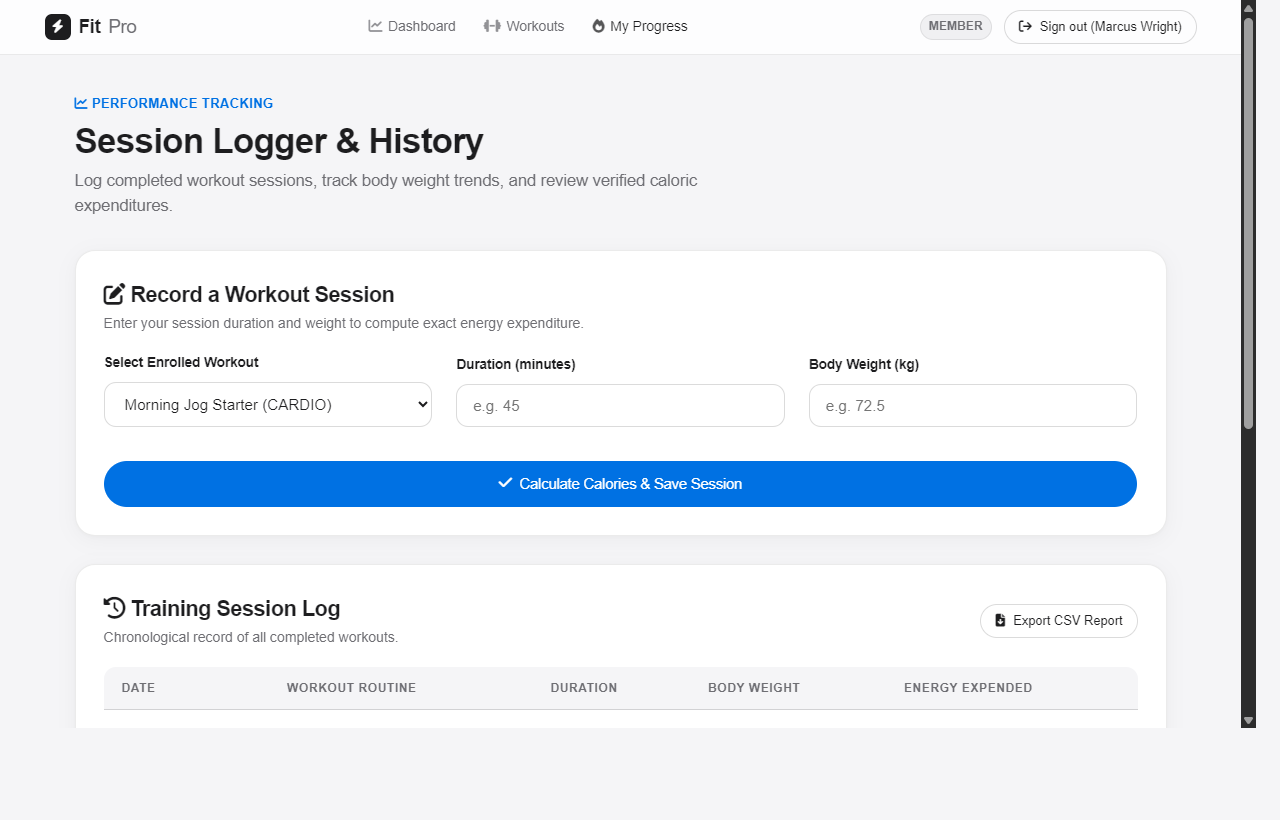 Fit Pro
Dashboard
Workouts
My Progress
MEMBER
Sign out (Marcus Wright)
PERFORMANCE TRACKING
Session Logger & History
Log completed workout sessions, track body weight trends, and review verified caloric
expenditures.
Record a Workout Session
Enter your session duration and weight to compute exact energy expenditure.
Select Enrolled Workout
Morning Jog Starter (CARDIO)
Duration (minutes)
e.g. 45
Body Weight (kg)
e.g. 72.5
Calculate Calories & Save Session
Training Session Log
Chronological record of all completed workouts.
Export CSV Report
DATE
WORKOUT ROUTINE
DURATION
BODY WEIGHT
ENERGY EXPENDED